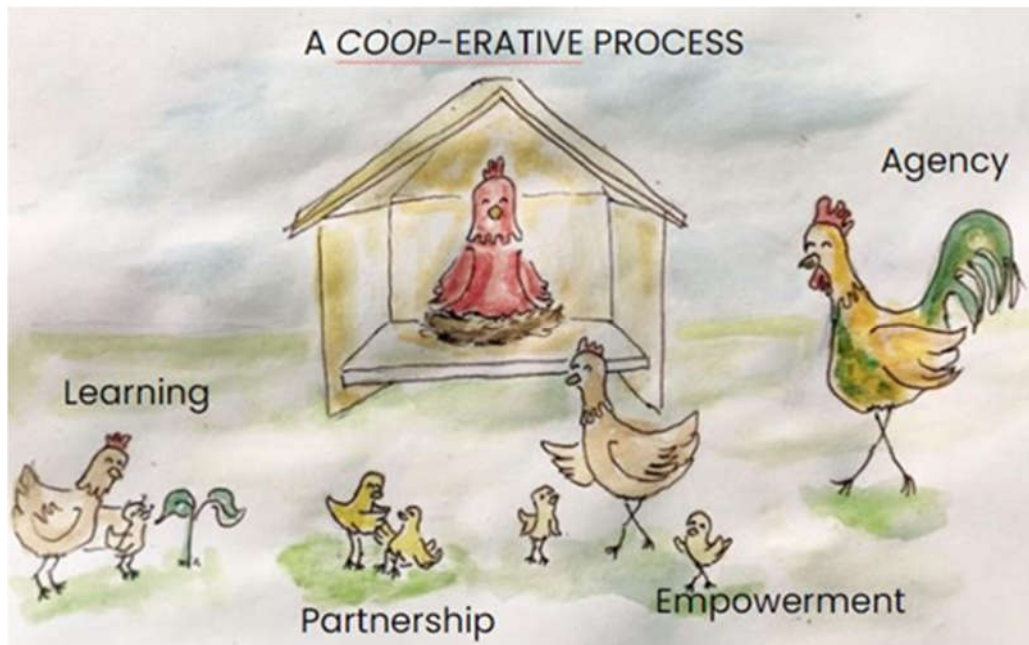 A COOP-ERATIVE PROCESS
Agency
Learning
Empowerment
Partnership